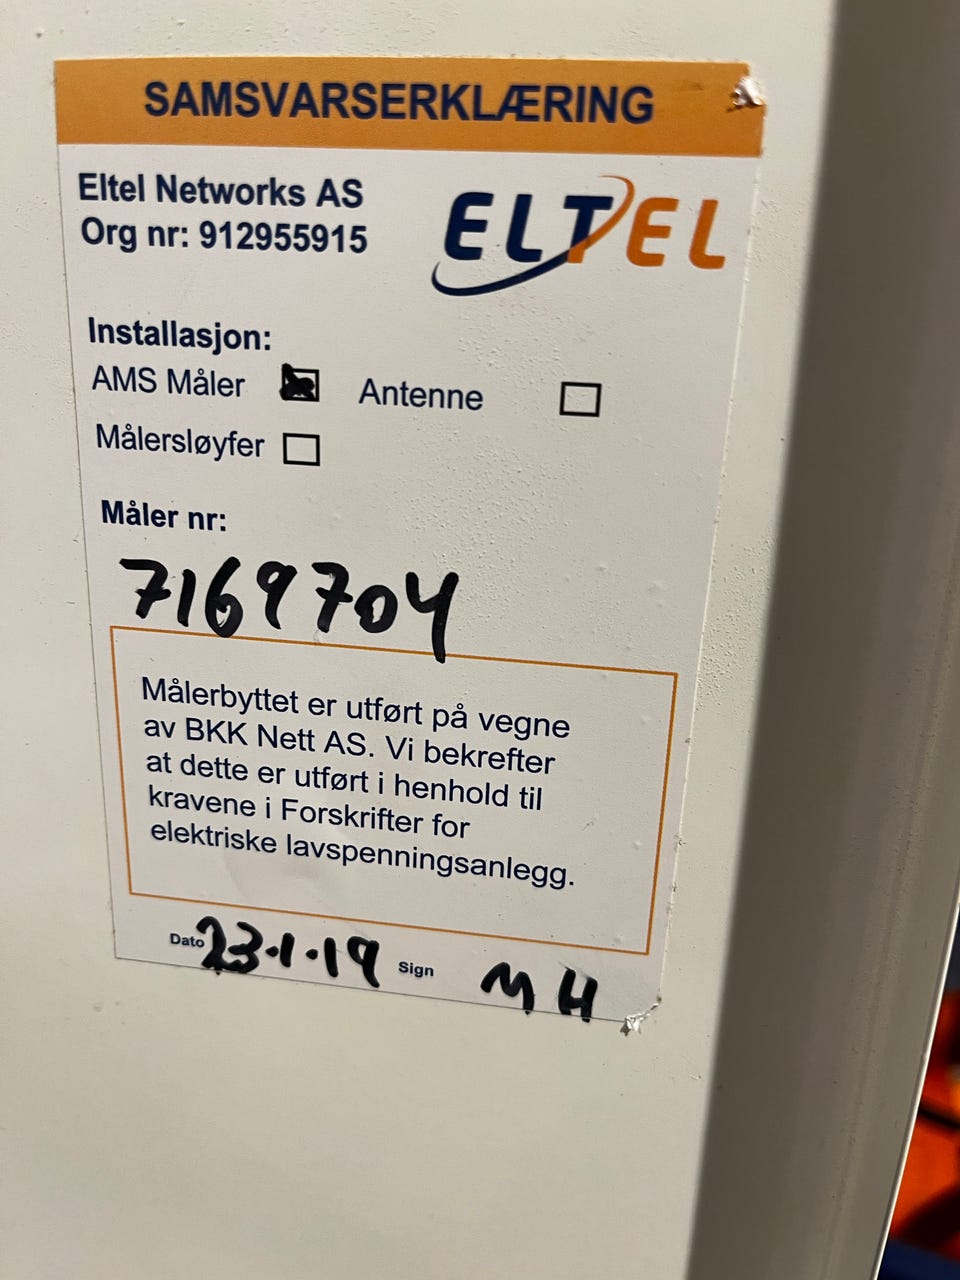 SAMSVARSERKLÆRING
Eltel Networks AS
Org nr: 912955915
ELTEL
Installasjon:
AMS Måler
Antenne
Målersløyfer
Måler nr:
7169704
Målerbyttet er utført på vegne
av BKK Nett AS. Vi bekrefter
at dette er utført i henhold til
kravene i Forskrifter for
elektriske lavspenningsanlegg.
Dato 23.1.19 Sign MH